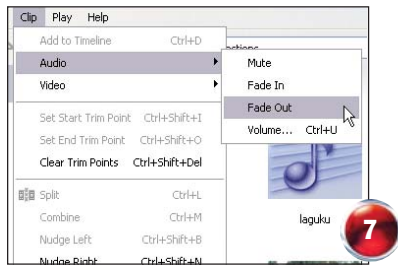 Clip Play Help
Add to Timeline Ctrl+D
Audio
Video
Set Start Trim Point Ctrl+Shift+I
Set End Trim Point Ctrl+Shift+O
Clear Trim Points Ctrl+Shift+Del
Split Ctrl+L
Combine Ctrl+M
Nudge Left Ctrl+Shift+B
Nudge Right Ctrl+Shift+N
Mute
Fade In
Fade Out
Volume... Ctrl+U
laguku
7